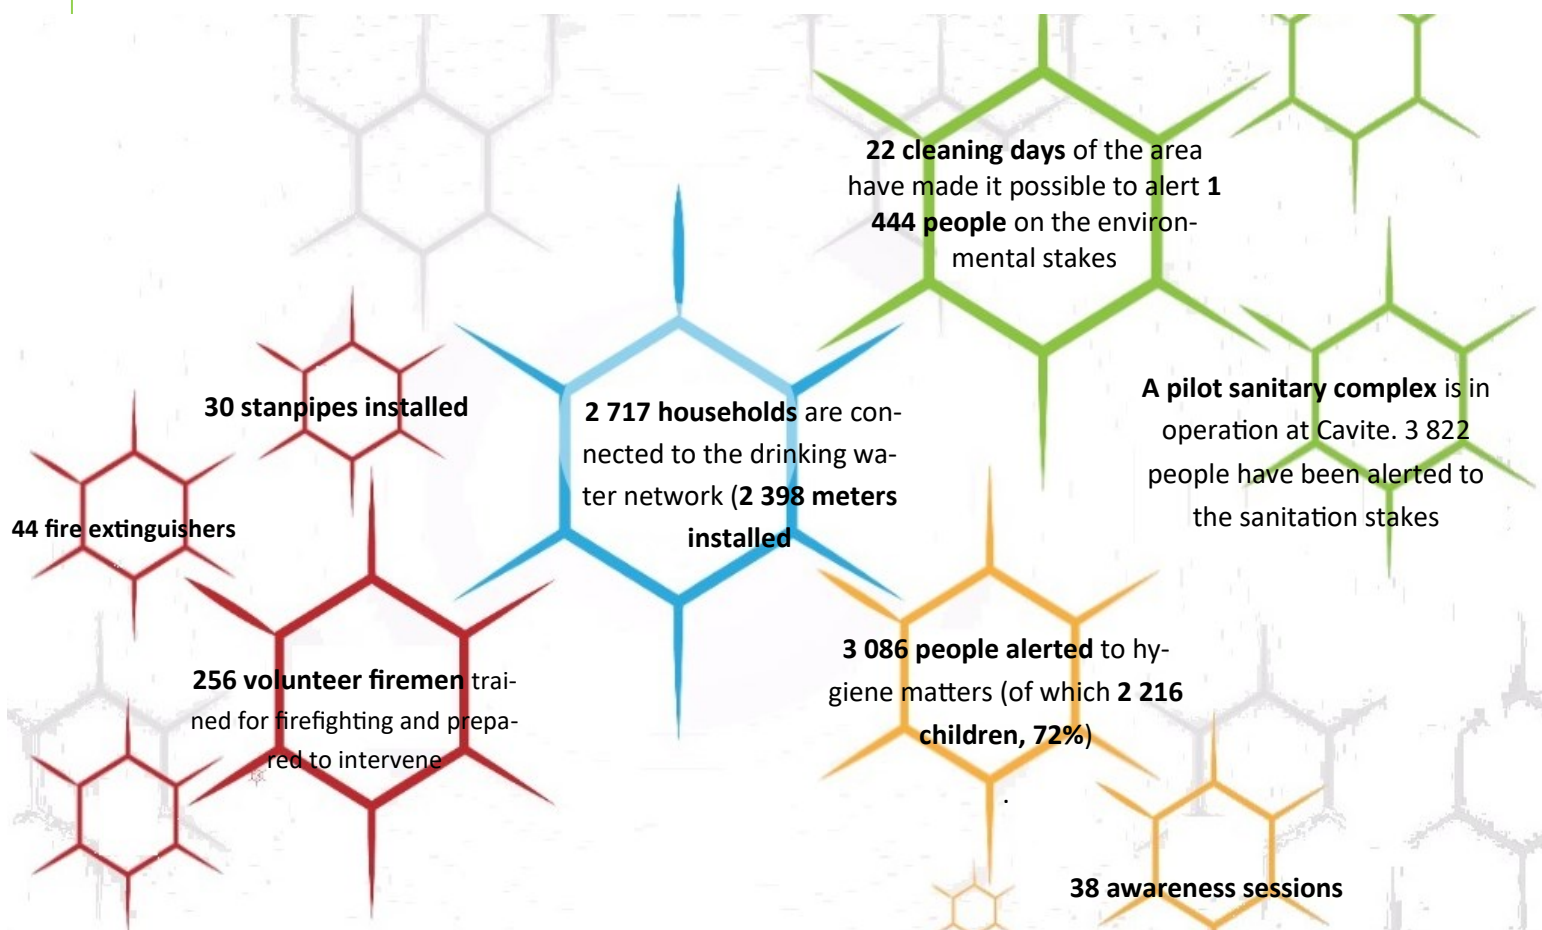 22 cleaning days of the area
have made it possible to alert 1
444 people on the environ-
mental stakes
30 stanpipes installed
2 717 households are con-
nected to the drinking wa-
ter network (2 398 meters
installed
A pilot sanitary complex is in
operation at Cavite. 3 822
people have been alerted to
the sanitation stakes
44 fire extinguishers
256 volunteer firemen trai-
ned for firefighting and prepa-
red to intervene
3 086 people alerted to hy-
giene matters (of which 2 216
children, 72%)
.
38 awareness sessions